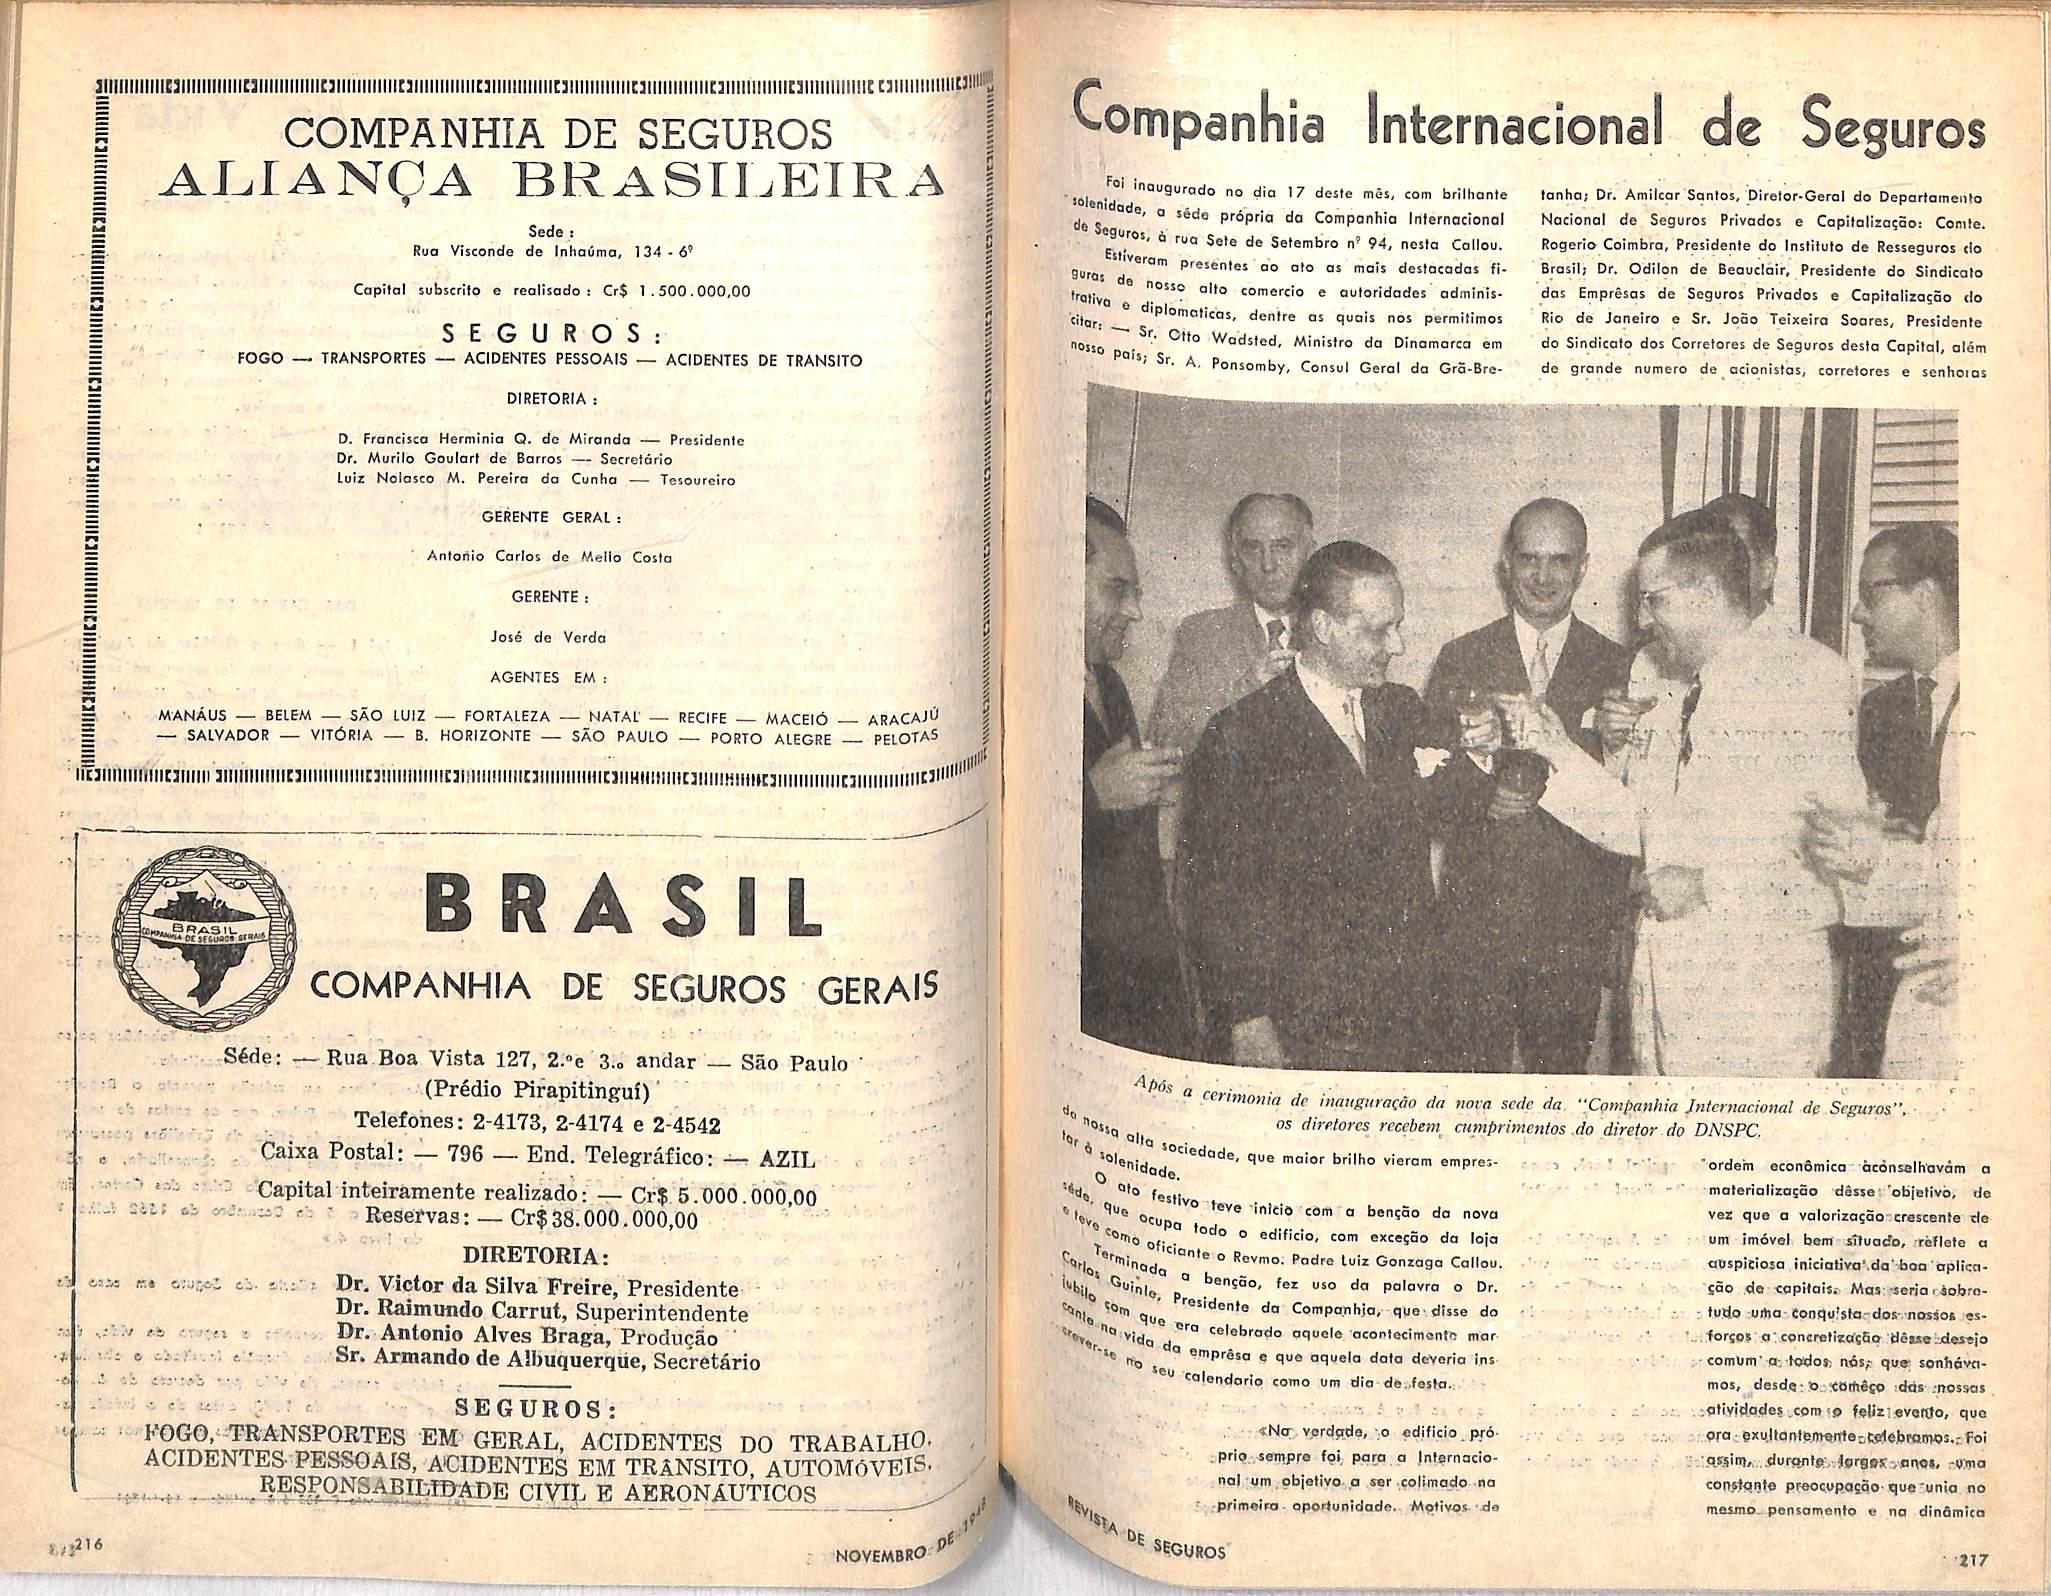 COMPANHIA DE SEGUROS
ALIANÇA BRASILEIRA
Sede :
Rua Visconde de Inhaúma, 134 - 6º
Capital subscrito e realisado : Cr$ 1.500.000,00
SEGUROS :
FOGO — TRANSPORTES — ACIDENTES PESSOAIS — ACIDENTES DE TRANSITO
DIRETORIA :
D. Francisca Herminia Q. de Miranda — Presidente
Dr. Murilo Goulart de Barros — Secretário
Luiz Nolasco M. Pereira da Cunha — Tesoureiro
GERENTE GERAL :
Antonio Carlos de Mello Costa
GERENTE :
José de Verda
AGENTES EM :
MANÁUS — BELEM — SÃO LUIZ — FORTALEZA — NATAL — RECIFE — MACEIÓ — ARACAJÚ
— SALVADOR — VITÓRIA — B. HORIZONTE — SÃO PAULO — PORTO ALEGRE — PELOTAS
BRASIL
COMPANHIA DE SEGUROS GERAIS
BRASIL
COMPANHIA DE SEGUROS GERAIS
Séde: — Rua Boa Vista 127, 2.º e 3.º andar — São Paulo
(Prédio Pirapitinguí)
Telefones: 2-4173, 2-4174 e 2-4542
Caixa Postal: — 796 — End. Telegráfico: — AZIL
Capital inteiramente realizado: — Cr$ 5.000.000,00
Reservas: — Cr$ 38.000.000,00
DIRETORIA:
Dr. Victor da Silva Freire, Presidente
Dr. Raimundo Carrut, Superintendente
Dr. Antonio Alves Braga, Produção
Sr. Armando de Albuquerque, Secretário
SEGUROS:
FOGO, TRANSPORTES EM GERAL, ACIDENTES DO TRABALHO,
ACIDENTES PESSOAIS, ACIDENTES EM TRÂNSITO, AUTOMÓVEIS,
RESPONSABILIDADE CIVIL E AERONÁUTICOS
216
NOVEMBRO DE 1948
Companhia Internacional de Seguros
Foi inaugurado no dia 17 deste mês, com brilhante
solenidade, a séde própria da Companhia Internacional
de Seguros, à rua Sete de Setembro nº 94, nesta Callou.
Estiveram presentes ao ato as mais destacadas fi-
guras de nosso alto comercio e autoridades adminis-
trativa e diplomaticas, dentre as quais nos permitimos
citar: — Sr. Otto Wadsted, Ministro da Dinamarca em
nosso país; Sr. A. Ponsomby, Consul Geral da Grã-Bre-
tanha; Dr. Amilcar Santos, Diretor-Geral do Departamento
Nacional de Seguros Privados e Capitalização: Comte.
Rogerio Coimbra, Presidente do Instituto de Resseguros do
Brasil; Dr. Odilon de Beauclair, Presidente do Sindicato
das Emprêsas de Seguros Privados e Capitalização do
Rio de Janeiro e Sr. João Teixeira Soares, Presidente
do Sindicato dos Corretores de Seguros desta Capital, além
de grande numero de acionistas, corretores e senhoras
Após a cerimonia de inauguração da nova sede da "Companhia Internacional de Seguros",
os diretores recebem cumprimentos do diretor do DNSPC.
da nossa alta sociedade, que maior brilho vieram empres-
tar à solenidade.
O ato festivo teve inicio com a benção da nova
séde, que ocupa todo o edificio, com exceção da loja
e teve como oficiante o Revmo. Padre Luiz Gonzaga Callou.
Terminada a benção, fez uso da palavra o Dr.
Carlos Guinle, Presidente da Companhia, que disse do
jubilo com que era celebrado aquele acontecimento mar
cante na vida da emprêsa e que aquela data deveria ins
crever-se no seu calendario como um dia de festa.
«Na verdade, o edificio pró-
prio sempre foi para a Internacio-
nal um objetivo a ser colimado na
primeira oportunidade. Motivos de
ordem econômica aconselhavám a
materialização dêsse objetivo, de
vez que a valorização crescente de
um imóvel bem situado, reflete a
auspiziosa iniciativa da boa aplica-
ção de capitais. Mas seria sobre-
tudo uma conquista dos nossos es-
forços a concretização dêsse desejo
comum a todos nós, que sonháva-
mos, desde o comêço das nossas
atividades com o feliz evento, que
ora exultantemente celebramos. Foi
assim, durante largos anos, uma
constante preocupação que unia no
mesmo pensamento e na dinâmica
REVISTA DE SEGUROS
217